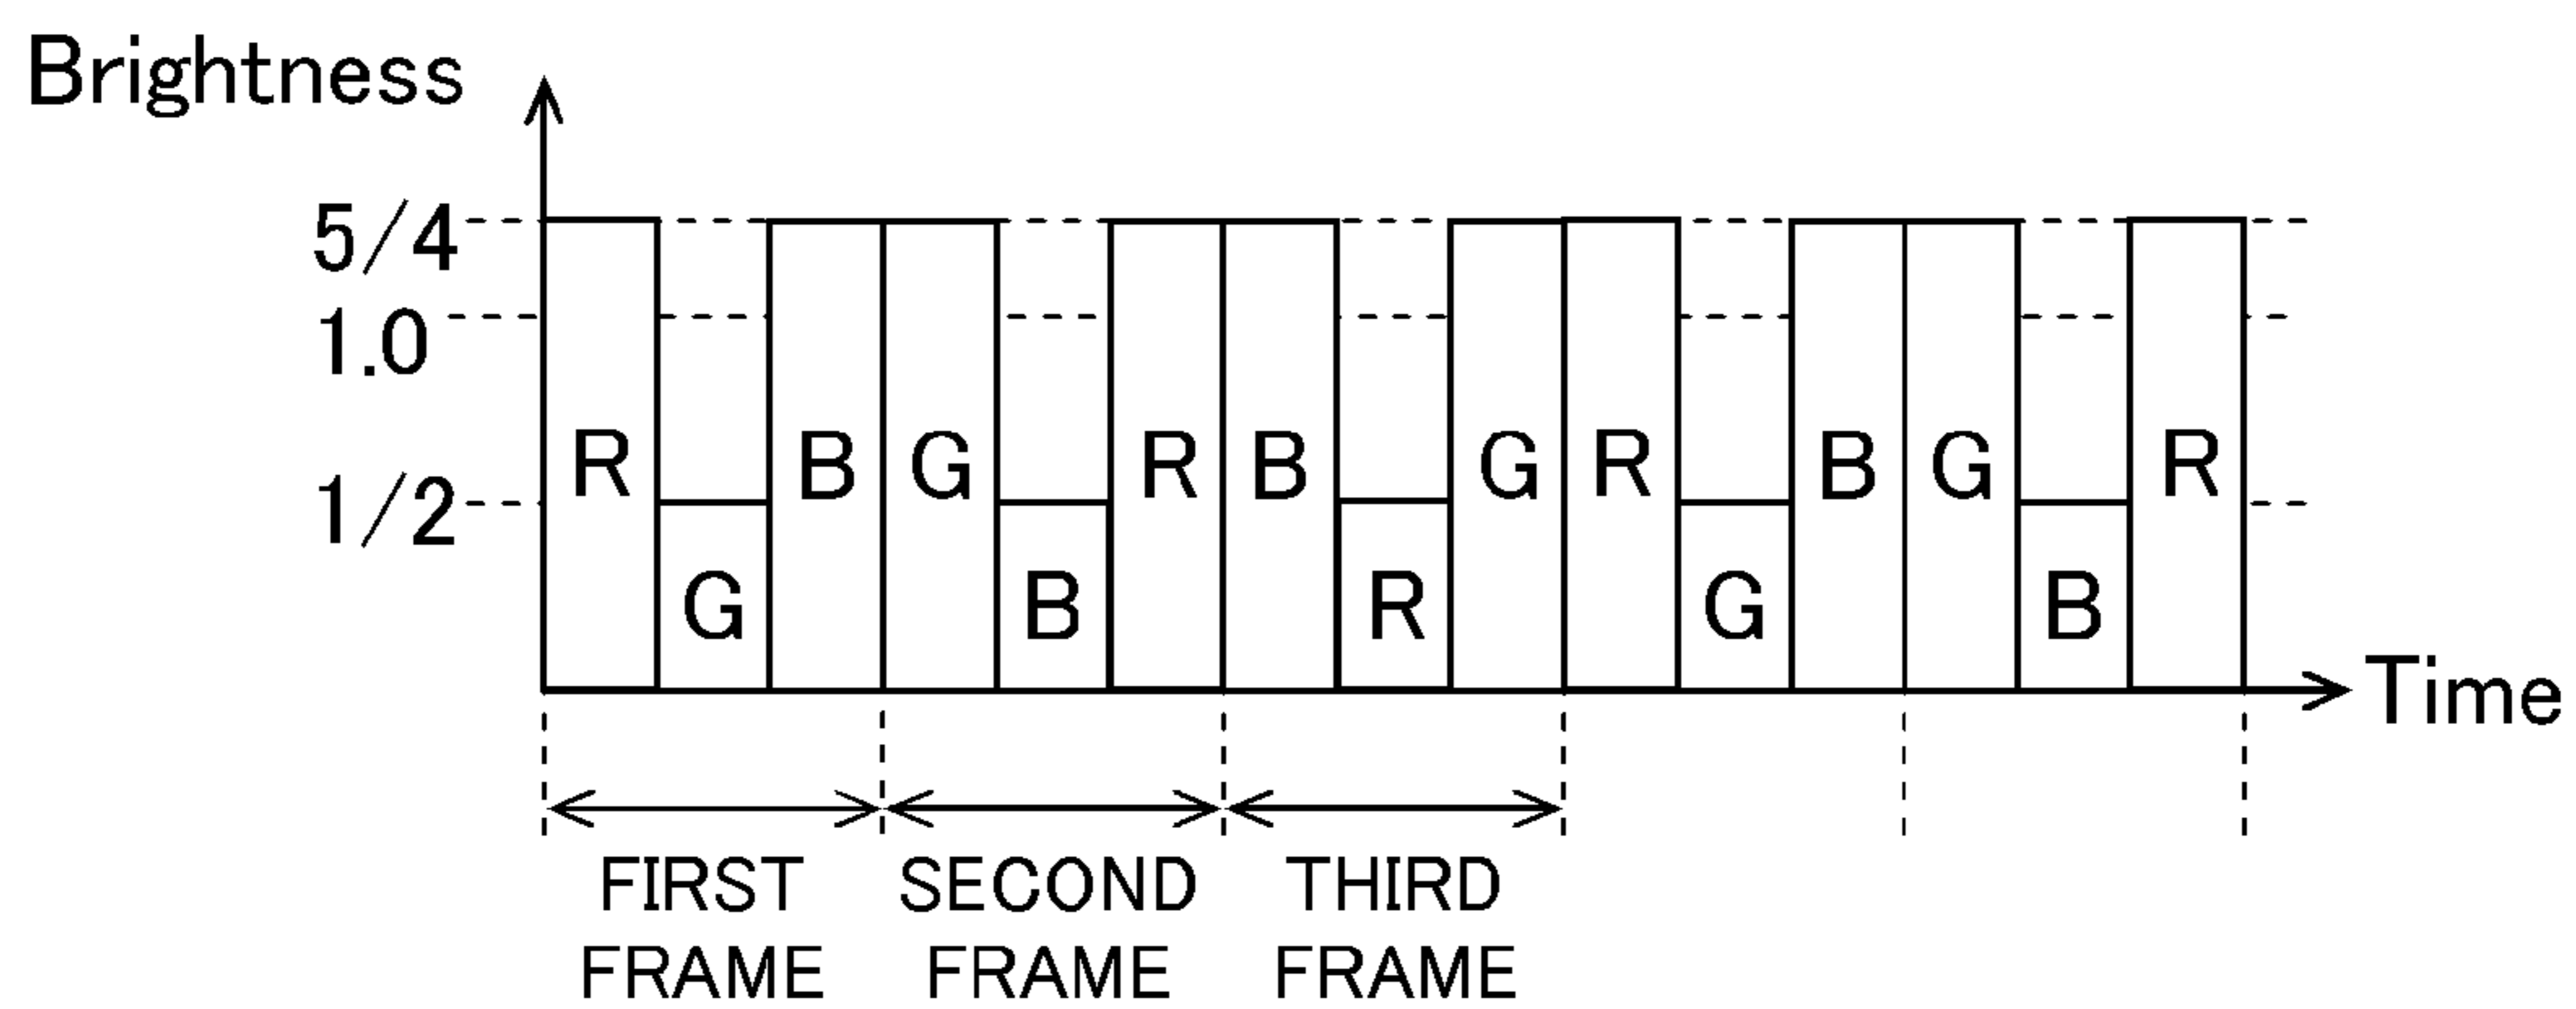 Brightness
5/4
1.0
1/2
R G B G B R B R G R G B G B R
Time
FIRST FRAME
SECOND FRAME
THIRD FRAME